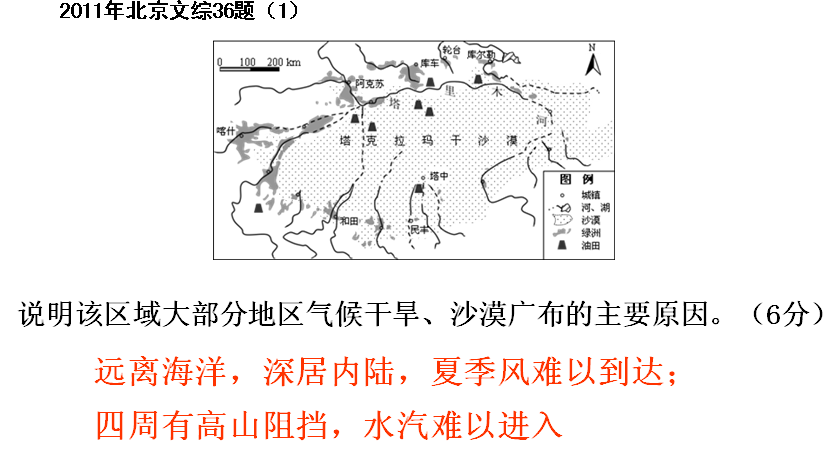 2011年北京文综36题（1）
0 100 200 km
N
轮台
库尔勒
库车
阿克苏
塔 里 木 河
喀什
塔 克 拉 玛 干 沙 漠
塔中
和田
民丰
图 例
城镇
河、湖
沙漠
绿洲
油田
说明该区域大部分地区气候干旱、沙漠广布的主要原因。（6分）
远离海洋，深居内陆，夏季风难以到达；
四周有高山阻挡，水汽难以进入